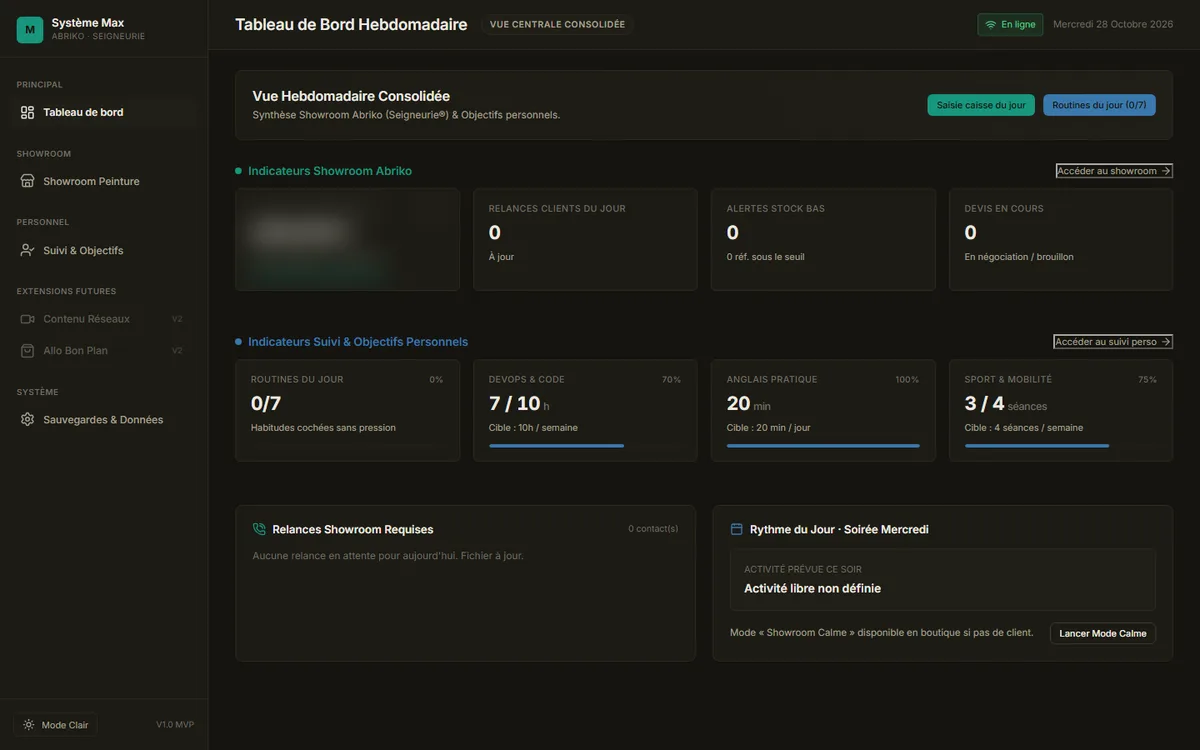 M
Système Max
ABRIKO · SEIGNEURIE
PRINCIPAL
Tableau de bord
SHOWROOM
Showroom Peinture
PERSONNEL
Suivi & Objectifs
EXTENSIONS FUTURES
Contenu Réseaux V2
Allo Bon Plan V2
SYSTÈME
Sauvegardes & Données
Mode Clair V1.0 MVP
Tableau de Bord Hebdomadaire VUE CENTRALE CONSOLIDÉE En ligne Mercredi 28 Octobre 2026
Vue Hebdomadaire Consolidée
Synthèse Showroom Abriko (Seigneurie®) & Objectifs personnels.
Saisie caisse du jour Routines du jour (0/7)
Indicateurs Showroom Abriko Accéder au showroom →
RELANCES CLIENTS DU JOUR
0
À jour
ALERTES STOCK BAS
0
0 réf. sous le seuil
DEVIS EN COURS
0
En négociation / brouillon
Indicateurs Suivi & Objectifs Personnels Accéder au suivi perso →
ROUTINES DU JOUR 0%
0/7
Habitudes cochées sans pression
DEVOPS & CODE 70%
7 / 10 h
Cible : 10h / semaine
ANGLAIS PRATIQUE 100%
20 min
Cible : 20 min / jour
SPORT & MOBILITÉ 75%
3 / 4 séances
Cible : 4 séances / semaine
Relances Showroom Requises 0 contact(s)
Aucune relance en attente pour aujourd'hui. Fichier à jour.
Rythme du Jour · Soirée Mercredi
ACTIVITÉ PRÉVUE CE SOIR
Activité libre non définie
Mode « Showroom Calme » disponible en boutique si pas de client. Lancer Mode Calme